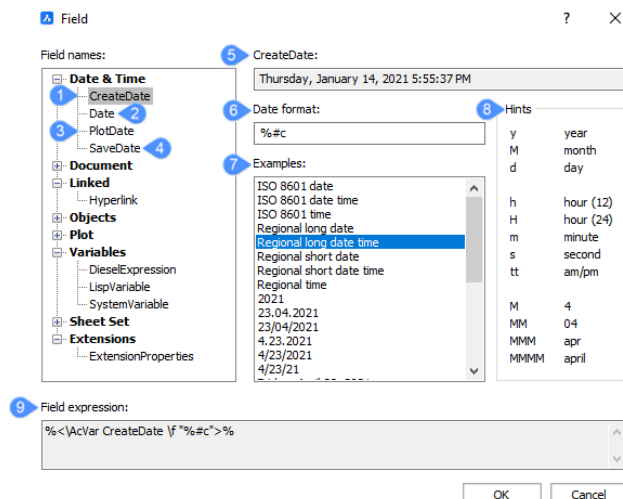 Field
?
Field names:
Date & Time
1 CreateDate
Date 2
3 PlotDate
SaveDate 4
Document
Linked
Hyperlink
Objects
Plot
Variables
DieselExpression
LispVariable
SystemVariable
Sheet Set
Extensions
ExtensionProperties
5 CreateDate:
Thursday, January 14, 2021 5:55:37 PM
6 Date format:
%#c
7 Examples:
ISO 8601 date
ISO 8601 date time
ISO 8601 time
Regional long date
Regional long date time
Regional short date
Regional short date time
Regional time
2021
23.04.2021
23/04/2021
4.23.2021
4/23/2021
4/23/21
8 Hints
y year
M month
d day
h hour (12)
H hour (24)
m minute
s second
tt am/pm
M 4
MM 04
MMM apr
MMMM april
9 Field expression:
%<\AcVar CreateDate \f "%#c">%
OK Cancel